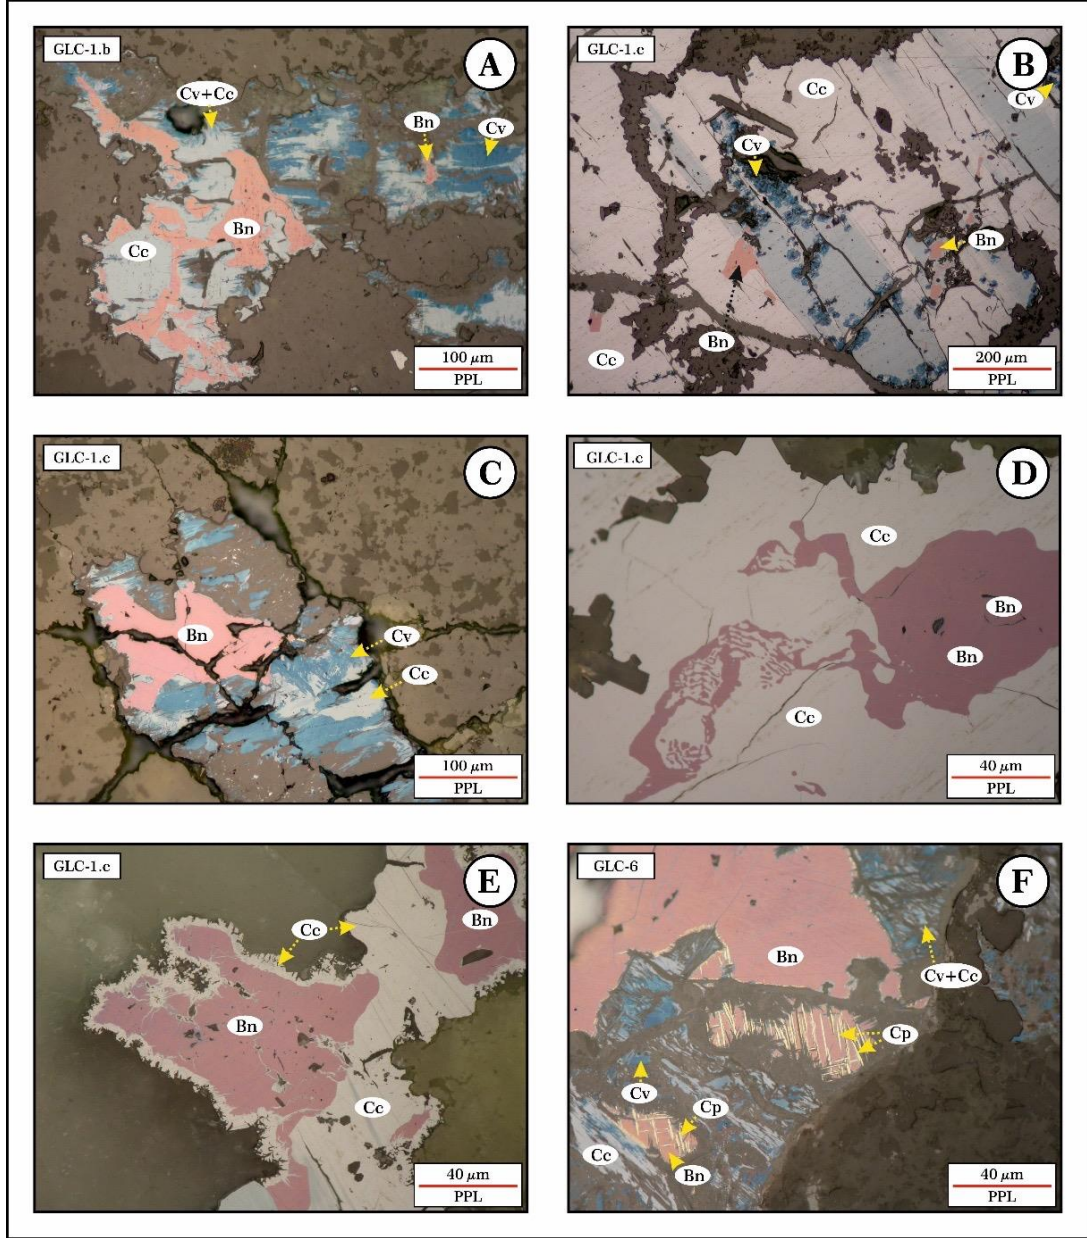 GLC-1.b
A
Cv+Cc
Bn
Cv
Bn
Cc
100 μm
PPL
GLC-1.c
B
Cc
Cv
Cv
Bn
Bn
Cc
200 μm
PPL
GLC-1.c
C
Bn
Cv
Cc
100 μm
PPL
GLC-1.c
D
Cc
Bn
Bn
Cc
40 μm
PPL
GLC-1.c
E
Cc
Bn
Bn
Cc
40 μm
PPL
GLC-6
F
Bn
Cv+Cc
Cp
Cv
Cp
Cc
Bn
40 μm
PPL